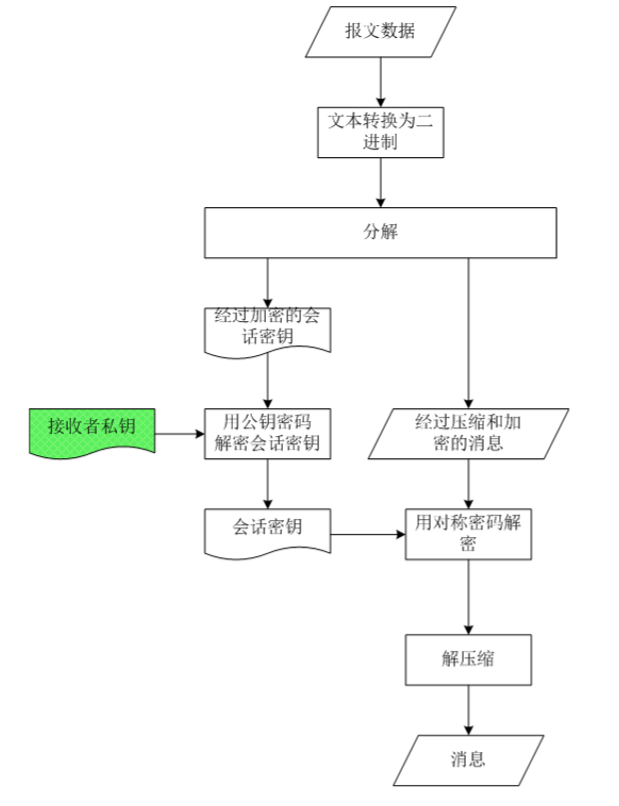 报文数据
文本转换为二
进制
分解
经过加密的会
话密钥
接收者私钥
用公钥密码
解密会话密钥
经过压缩和加
密的消息
会话密钥
用对称密码解
密
解压缩
消息